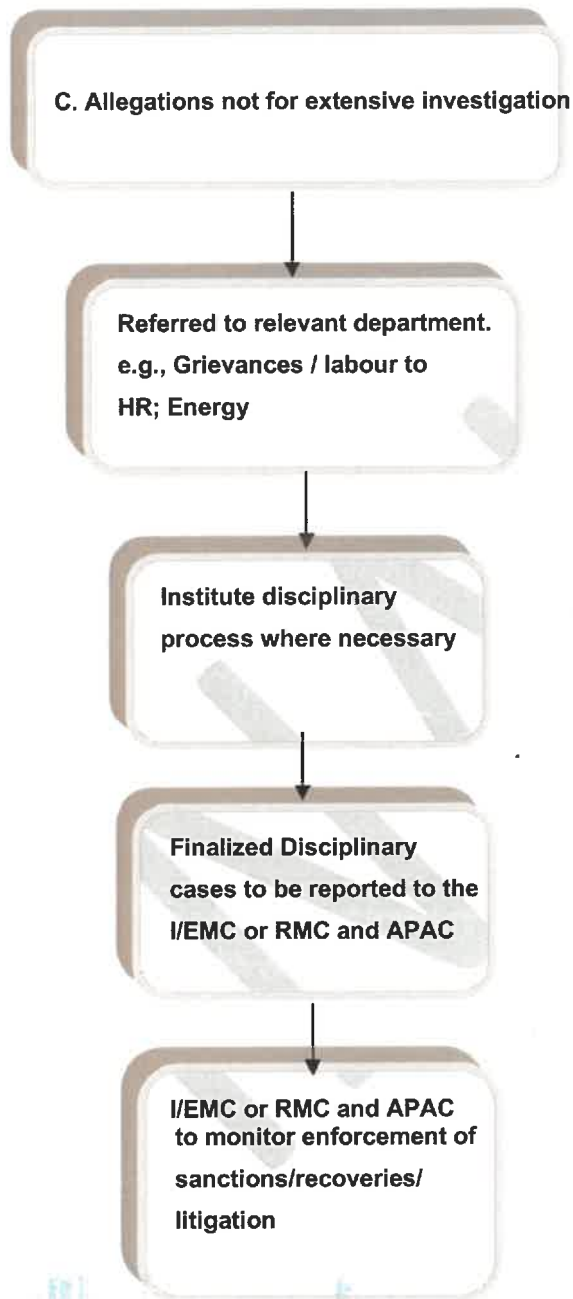 C. Allegations not for extensive investigation
Referred to relevant department.
e.g., Grievances / labour to
HR; Energy
Institute disciplinary
process where necessary
Finalized Disciplinary
cases to be reported to the
I/EMC or RMC and APAC
I/EMC or RMC and APAC
to monitor enforcement of
sanctions/recoveries/
litigation